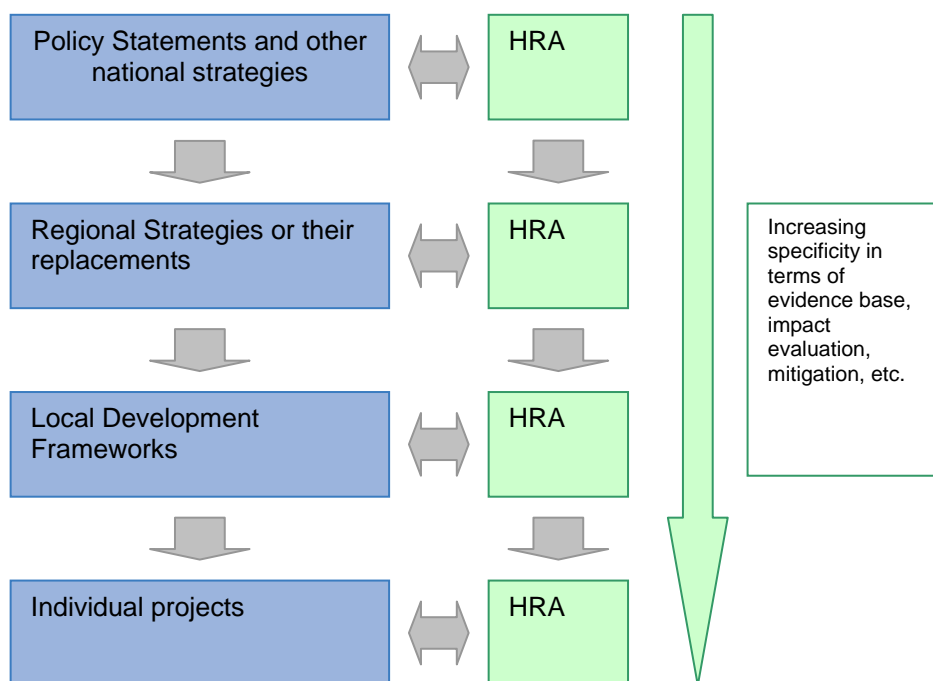 Policy Statements and other
national strategies
HRA
Regional Strategies or their
replacements
HRA
Increasing
specificity in
terms of
evidence base,
impact
evaluation,
mitigation, etc.
Local Development
Frameworks
HRA
Individual projects
HRA